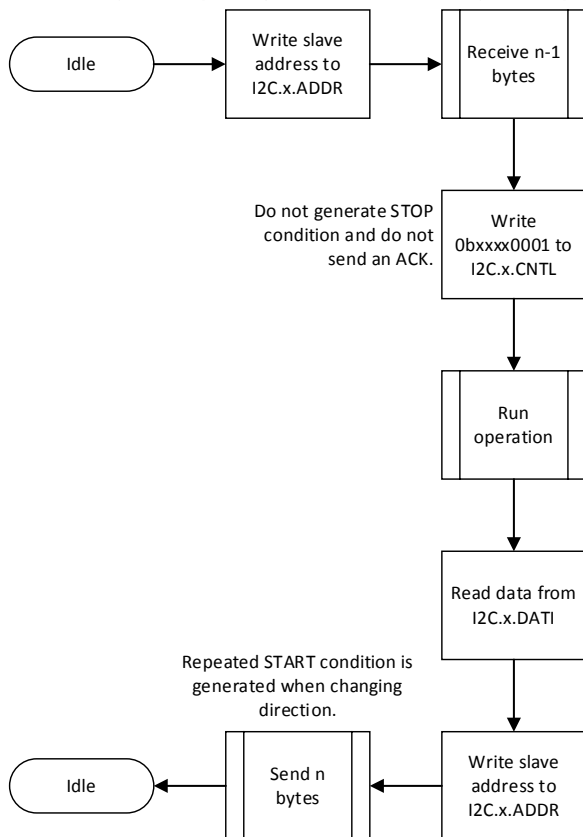 Idle
Write slave
address to
I2C.x.ADDR
Receive n-1
bytes
Do not generate STOP
condition and do not
send an ACK.
Write
0bxxxx0001 to
I2C.x.CNTL
Run
operation
Read data from
I2C.x.DATI
Repeated START condition is
generated when changing
direction.
Idle
Send n
bytes
Write slave
address to
I2C.x.ADDR